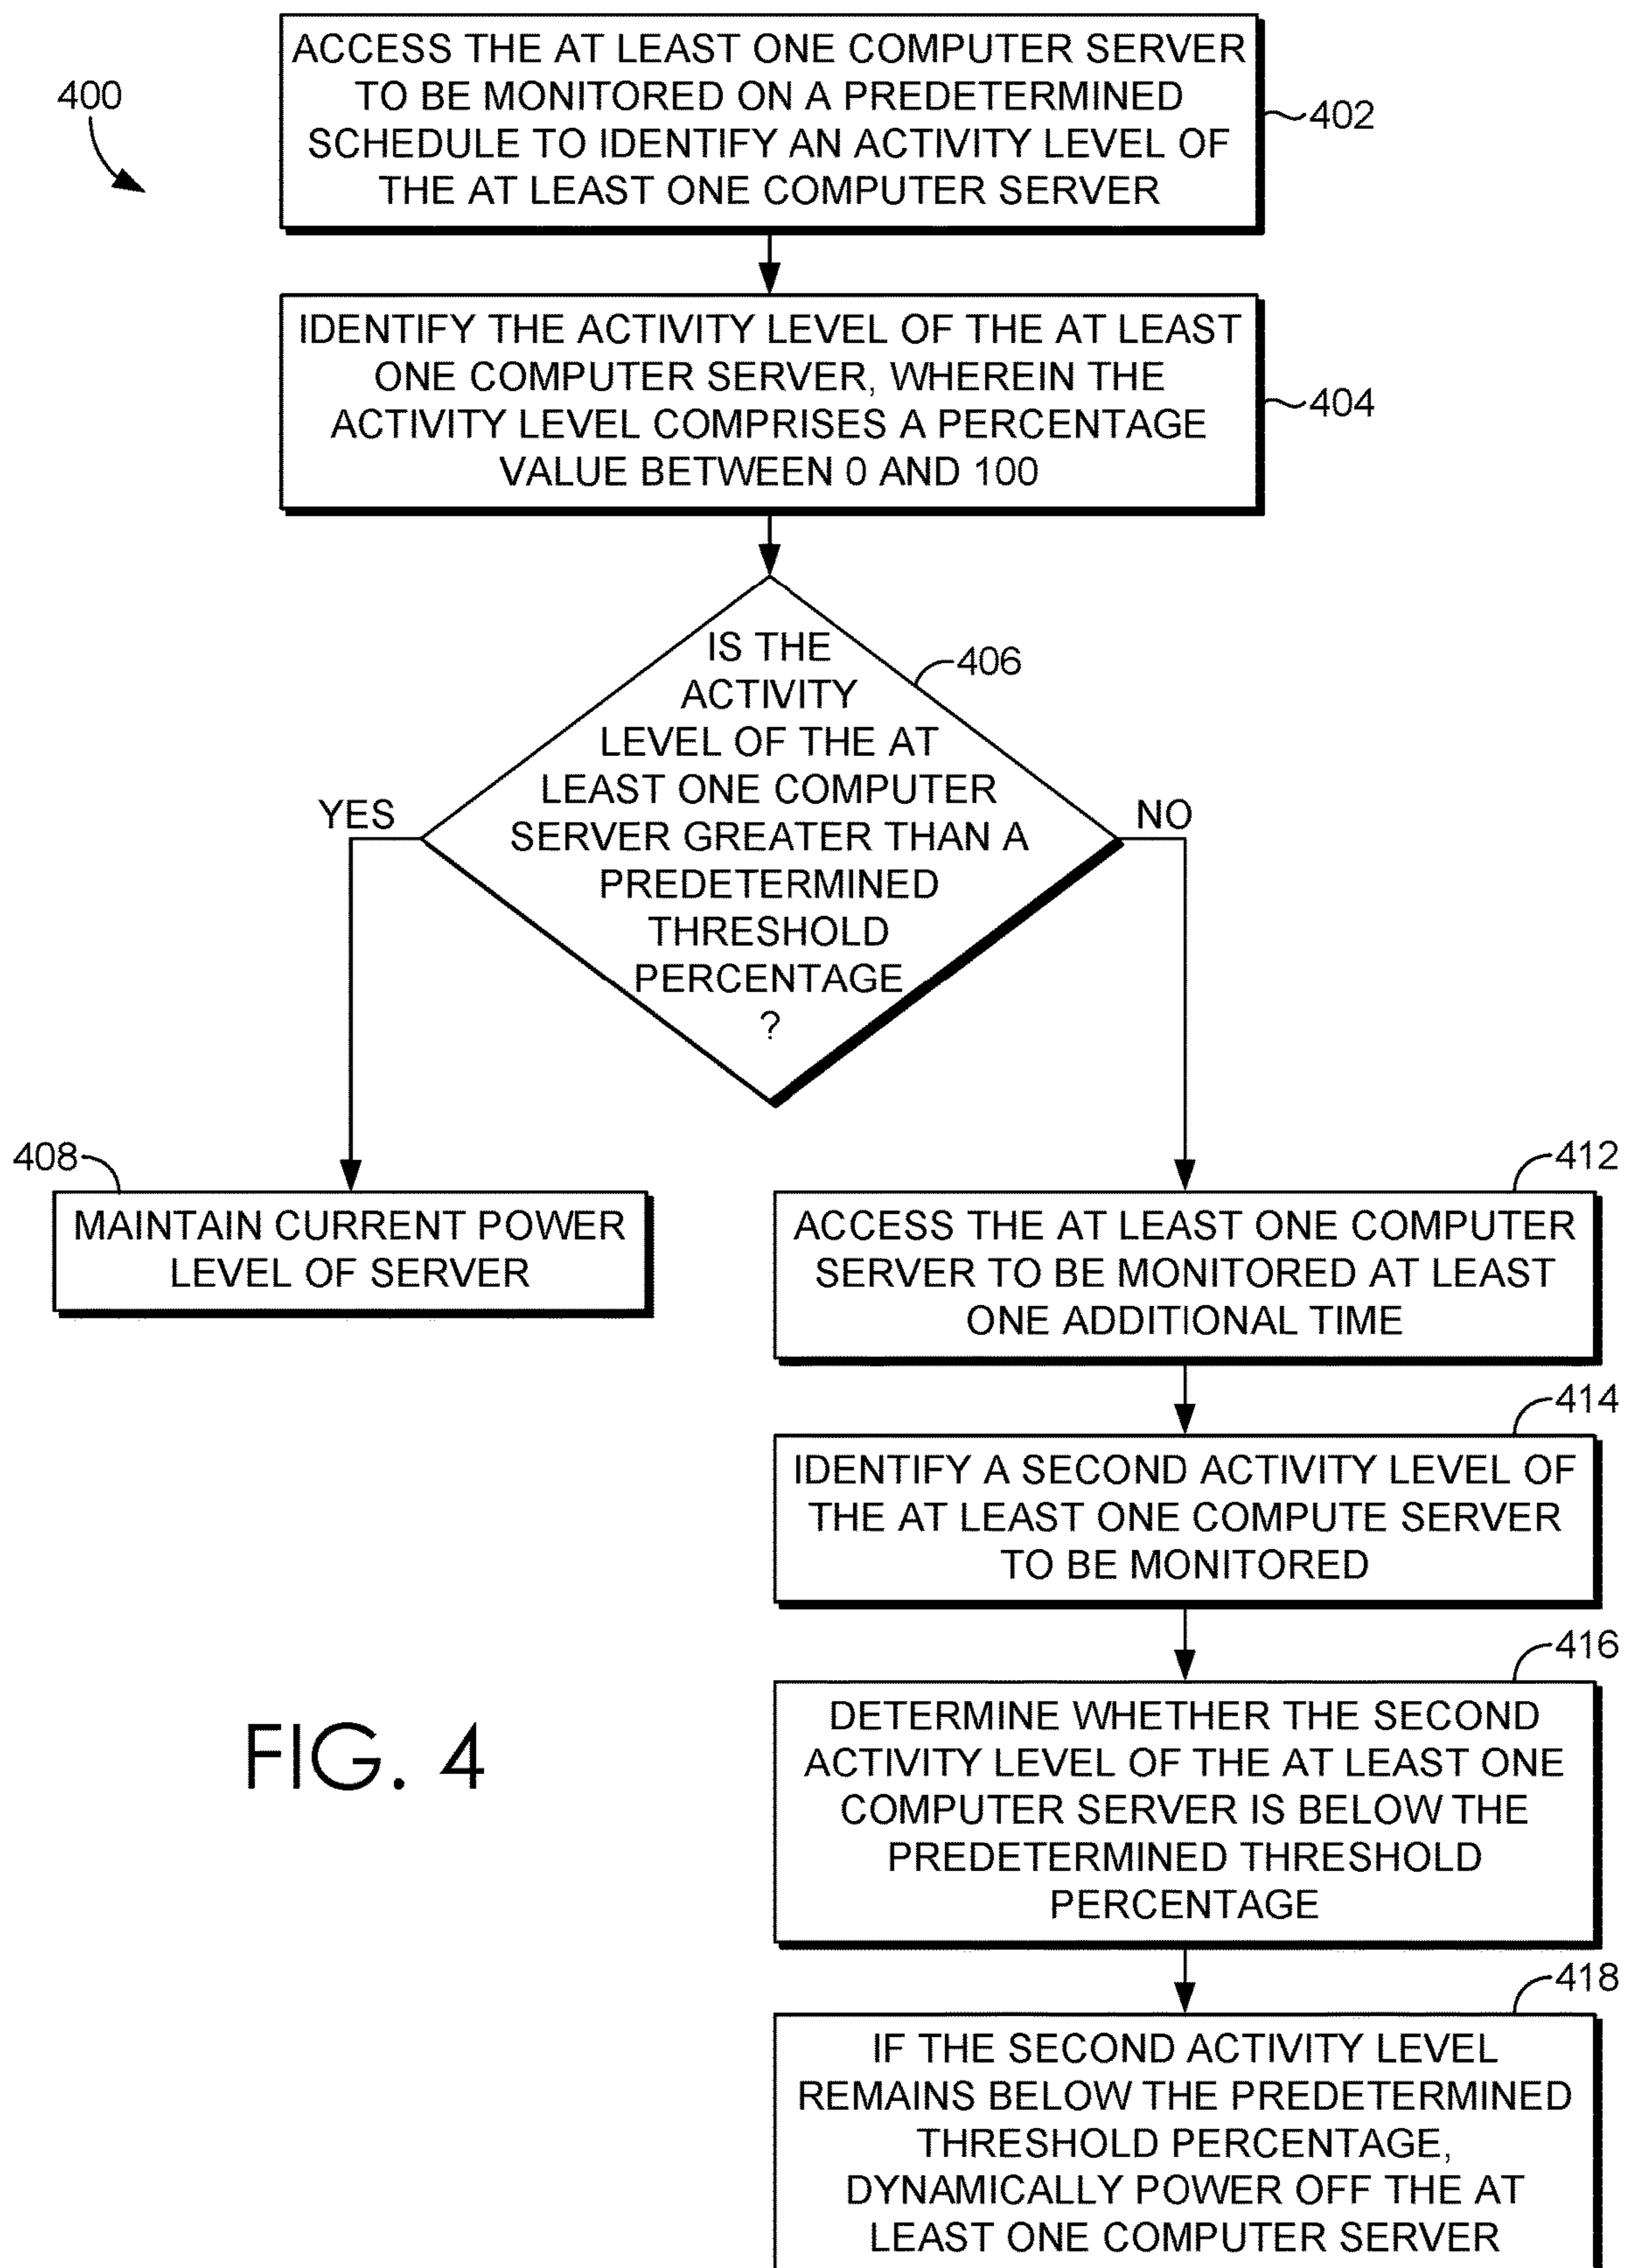 400
ACCESS THE AT LEAST ONE COMPUTER SERVER
TO BE MONITORED ON A PREDETERMINED
SCHEDULE TO IDENTIFY AN ACTIVITY LEVEL OF
THE AT LEAST ONE COMPUTER SERVER
402
IDENTIFY THE ACTIVITY LEVEL OF THE AT LEAST
ONE COMPUTER SERVER, WHEREIN THE
ACTIVITY LEVEL COMPRISES A PERCENTAGE
VALUE BETWEEN 0 AND 100
404
IS THE
ACTIVITY
LEVEL OF THE AT
LEAST ONE COMPUTER
SERVER GREATER THAN A
PREDETERMINED
THRESHOLD
PERCENTAGE
?
406
YES
NO
408
MAINTAIN CURRENT POWER
LEVEL OF SERVER
412
ACCESS THE AT LEAST ONE COMPUTER
SERVER TO BE MONITORED AT LEAST
ONE ADDITIONAL TIME
414
IDENTIFY A SECOND ACTIVITY LEVEL OF
THE AT LEAST ONE COMPUTE SERVER
TO BE MONITORED
416
DETERMINE WHETHER THE SECOND
ACTIVITY LEVEL OF THE AT LEAST ONE
COMPUTER SERVER IS BELOW THE
PREDETERMINED THRESHOLD
PERCENTAGE
418
IF THE SECOND ACTIVITY LEVEL
REMAINS BELOW THE PREDETERMINED
THRESHOLD PERCENTAGE,
DYNAMICALLY POWER OFF THE AT
LEAST ONE COMPUTER SERVER
FIG. 4